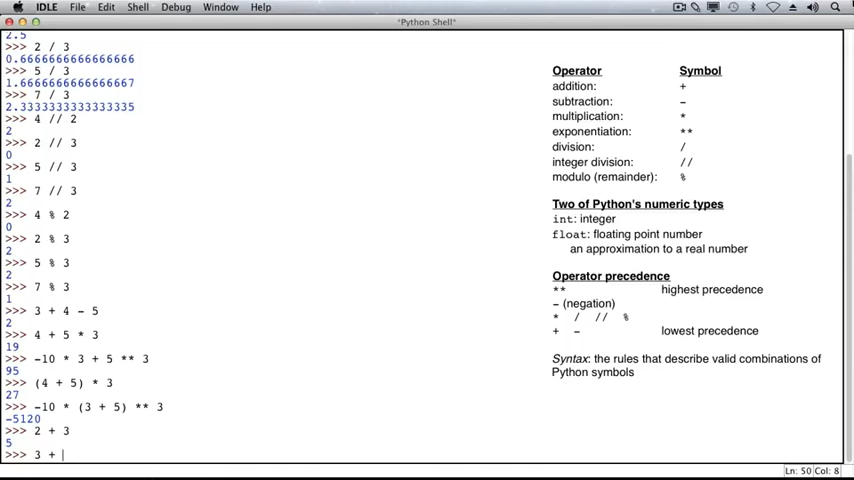 IDLE File Edit Shell Debug Window Help
*Python Shell*
2.5
>>> 2 / 3
0.6666666666666666
>>> 5 / 3
1.6666666666666667
>>> 7 / 3
2.3333333333333335
>>> 4 // 2
2
>>> 2 // 3
0
>>> 5 // 3
1
>>> 7 // 3
2
>>> 4 % 2
0
>>> 2 % 3
2
>>> 5 % 3
2
>>> 7 % 3
1
>>> 3 + 4 - 5
2
>>> 4 + 5 * 3
19
>>> -10 * 3 + 5 ** 3
95
>>> (4 + 5) * 3
27
>>> -10 * (3 + 5) ** 3
-5120
>>> 2 + 3
5
>>> 3 +
Operator Symbol
addition: +
subtraction: -
multiplication: *
exponentiation: **
division: /
integer division: //
modulo (remainder): %
Two of Python's numeric types
int: integer
float: floating point number
an approximation to a real number
Operator precedence
** highest precedence
- (negation)
* / // %
+ - lowest precedence
Syntax: the rules that describe valid combinations of
Python symbols
Ln: 50 Col: 8